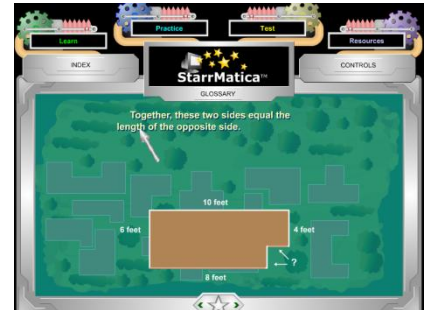 Learn
Practice
Test
Resources
INDEX
StarrMatica™
CONTROLS
GLOSSARY
Together, these two sides equal the
length of the opposite side.
10 feet
6 feet
4 feet
?
8 feet